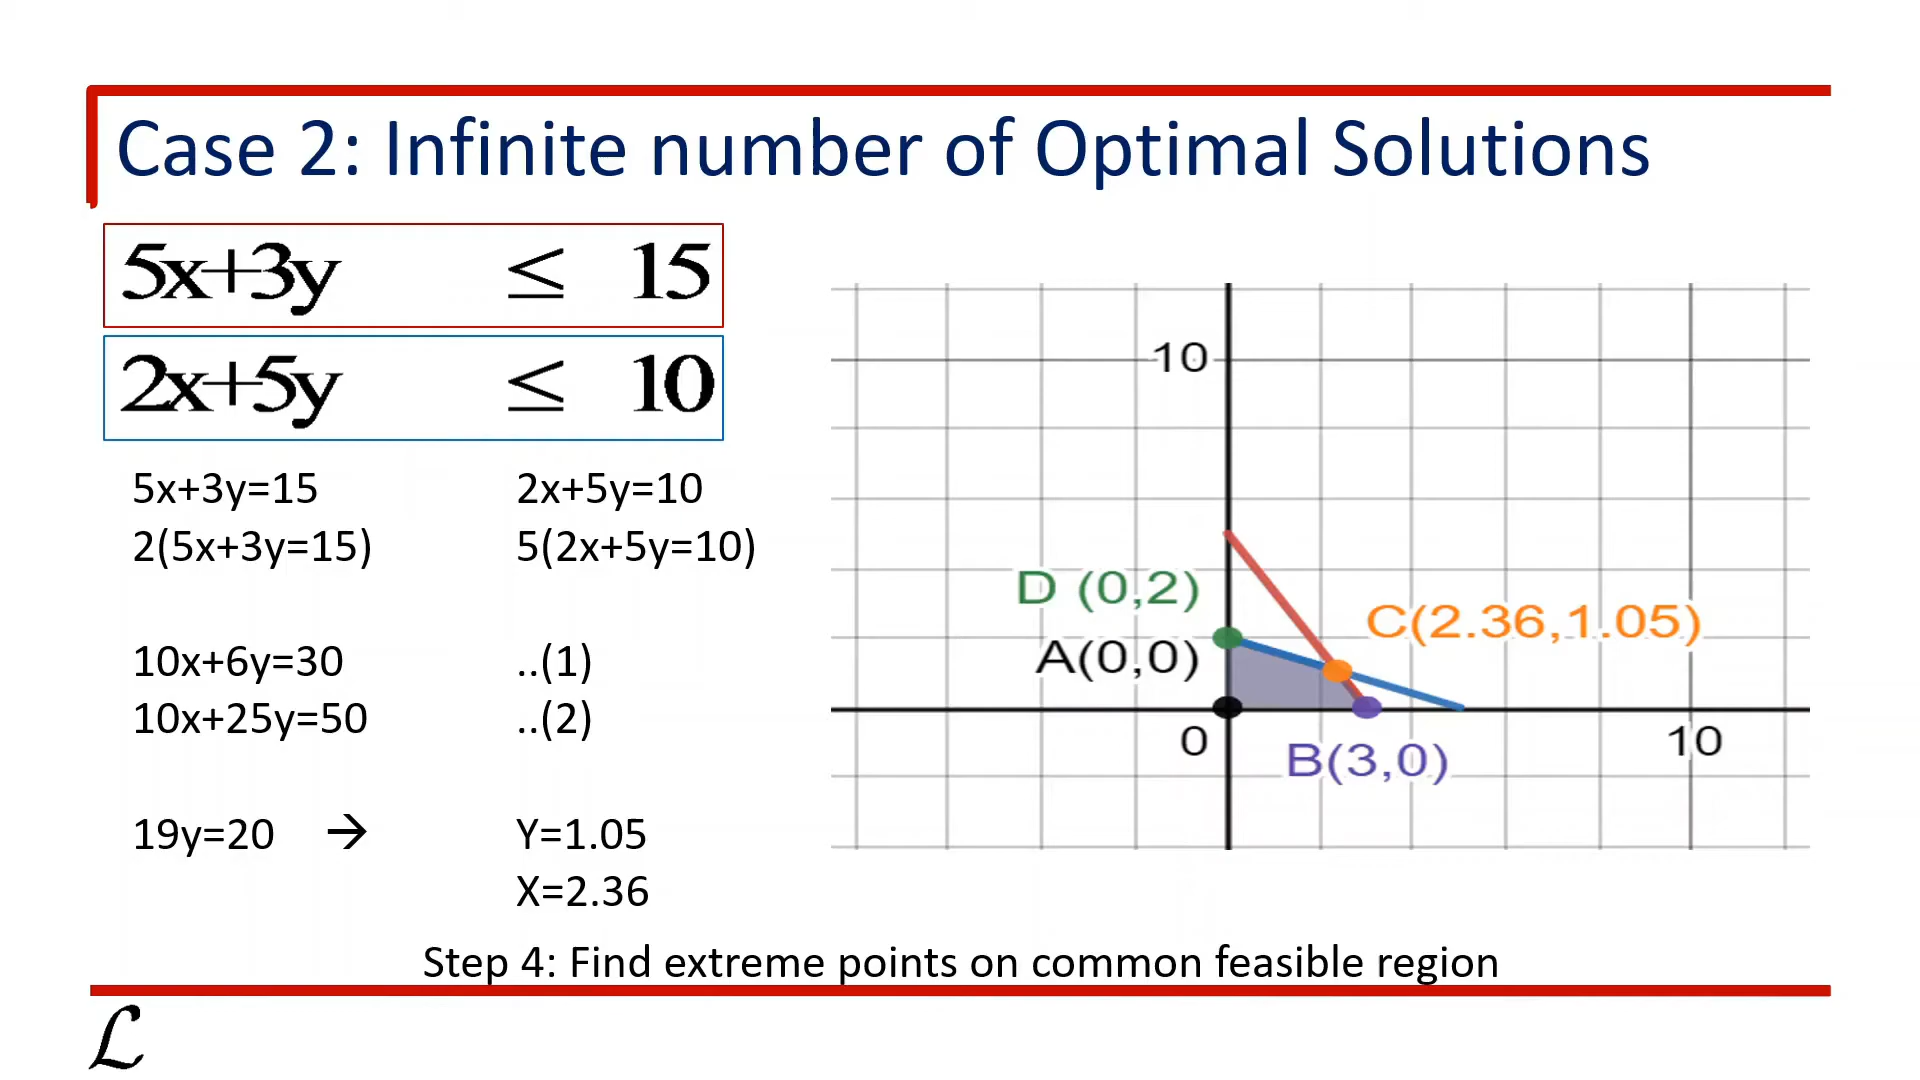 Case 2: Infinite number of Optimal Solutions
5x+3y ≤ 15
2x+5y ≤ 10
5x+3y=15 2x+5y=10
2(5x+3y=15) 5(2x+5y=10)
10x+6y=30 ..(1)
10x+25y=50 ..(2)
19y=20 → Y=1.05
X=2.36
10
D (0,2)
C(2.36,1.05)
A(0,0)
0
10
B(3,0)
Step 4: Find extreme points on common feasible region
ℒ